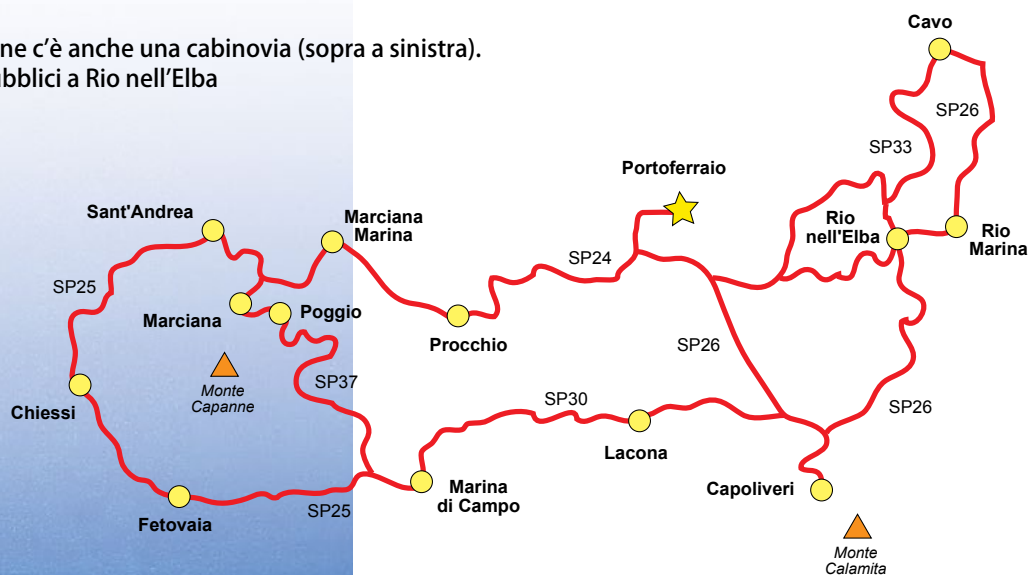 ne c'è anche una cabinovia (sopra a sinistra).
bblici a Rio nell'Elba
Cavo
SP26
SP33
Portoferraio
Sant'Andrea
Marciana
Marina
Rio
nell'Elba
Rio
Marina
SP24
SP25
Marciana
Poggio
Procchio
SP26
Monte
Capanne
SP37
Chiessi
SP30
SP26
Lacona
Marina
di Campo
Capoliveri
SP25
Fetovaia
Monte
Calamita